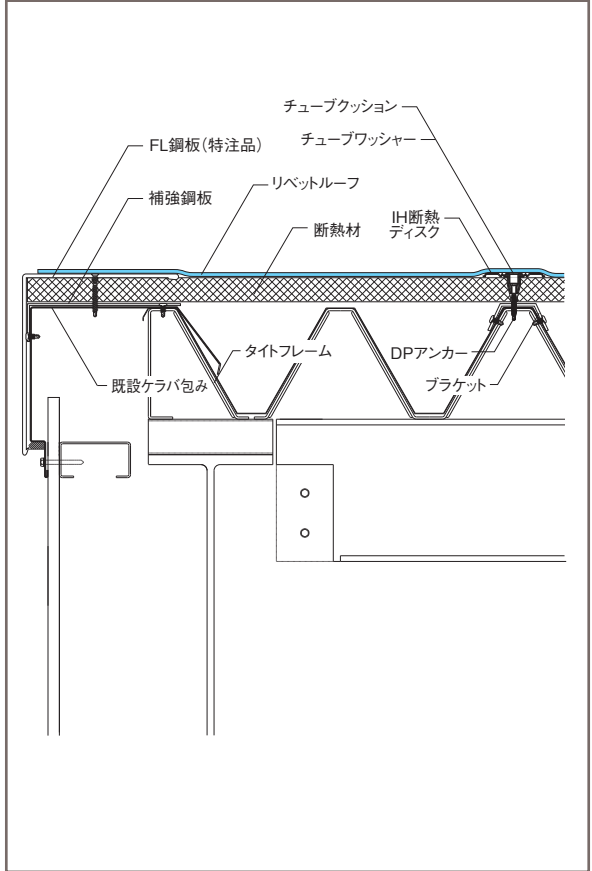 チューブクッション
チューブワッシャー
FL鋼板(特注品)
リベットルーフ
補強鋼板
断熱材
IH断熱
ディスク
タイトフレーム
DPアンカー
既設ケラバ包み
ブラケット